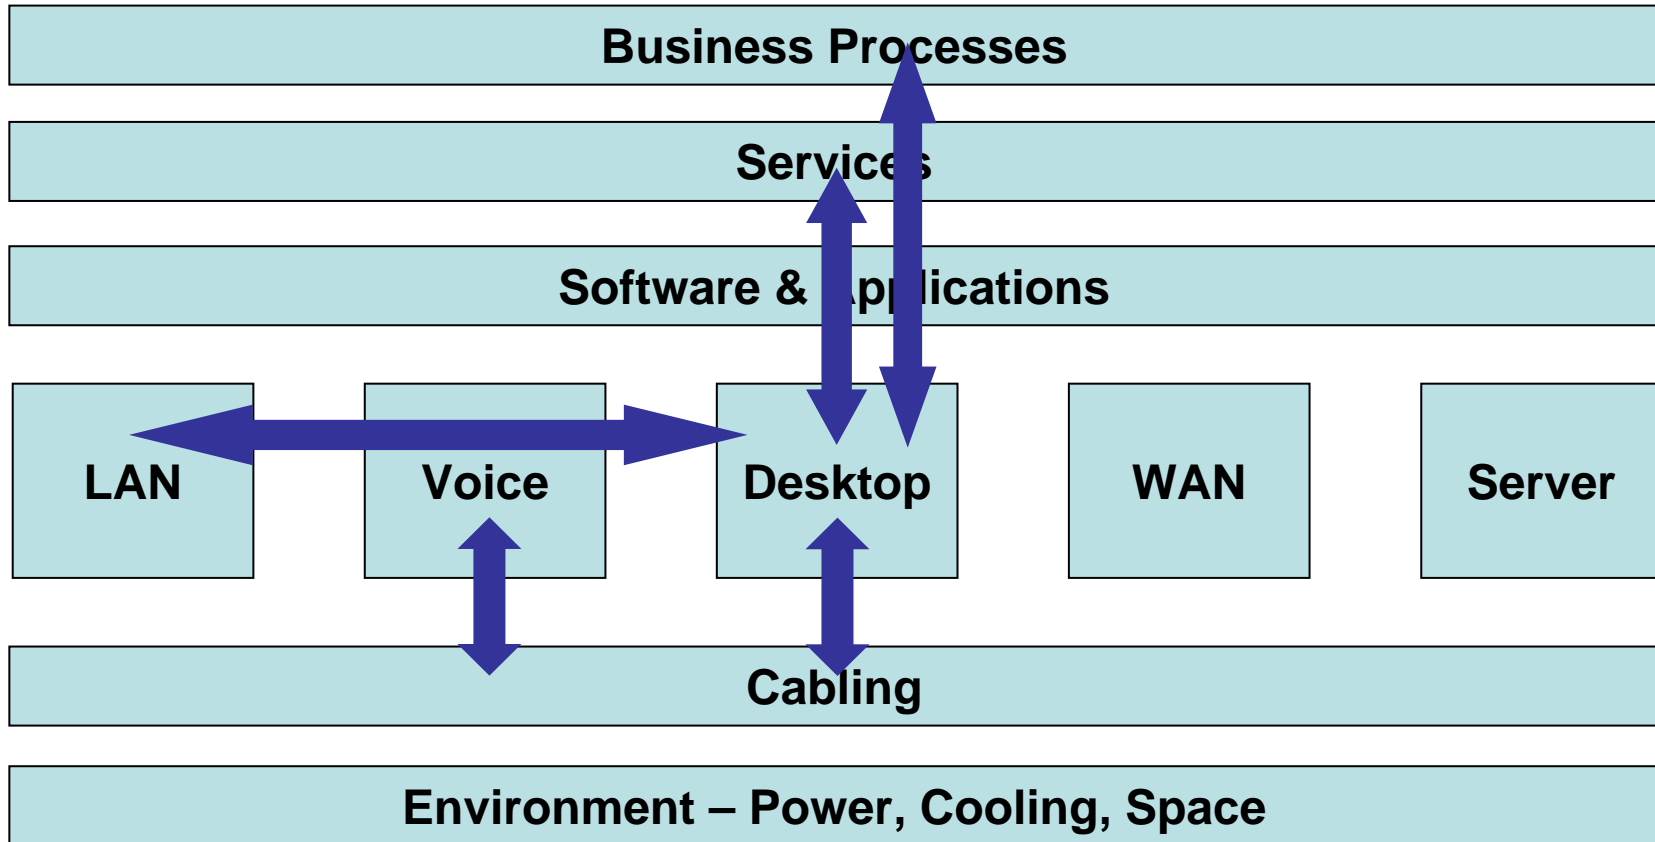 Business Processes
Services
Software & Applications
LAN
Voice
Desktop
WAN
Server
Cabling
Environment – Power, Cooling, Space